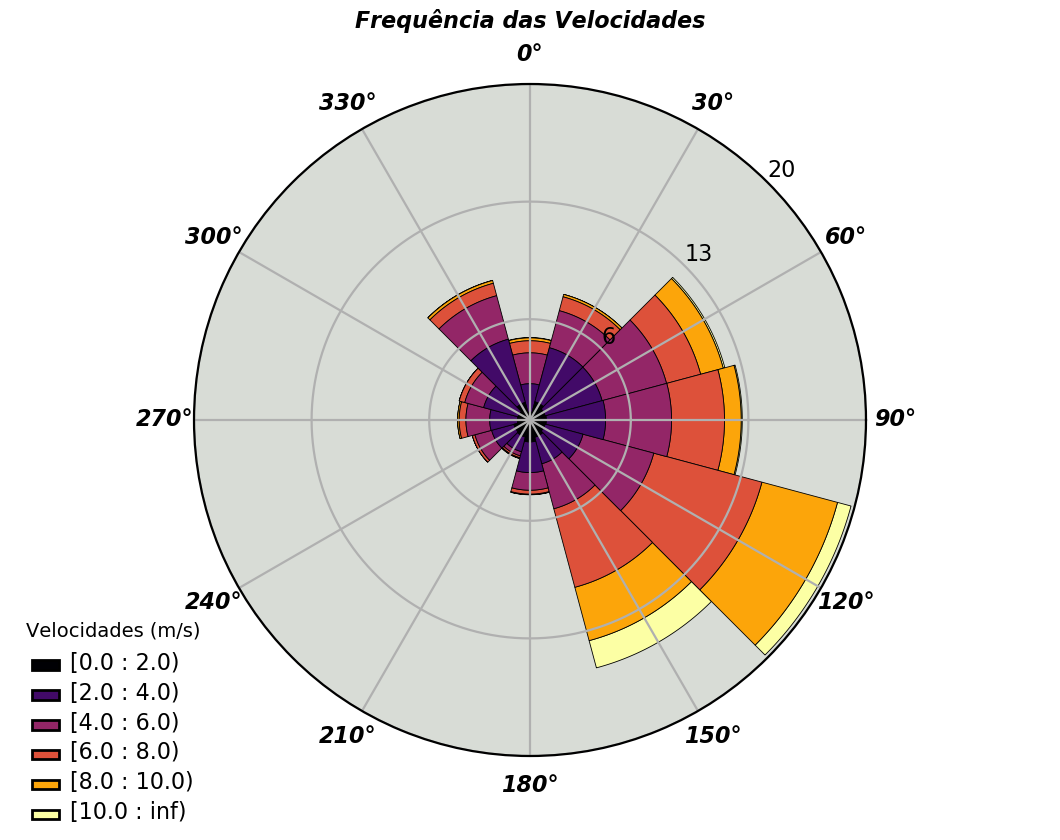 Frequência das Velocidades
0°
330°
30°
20
300°
60°
13
6
270°
90°
240°
120°
210°
150°
180°
Velocidades (m/s)
[0.0 : 2.0)
[2.0 : 4.0)
[4.0 : 6.0)
[6.0 : 8.0)
[8.0 : 10.0)
[10.0 : inf)